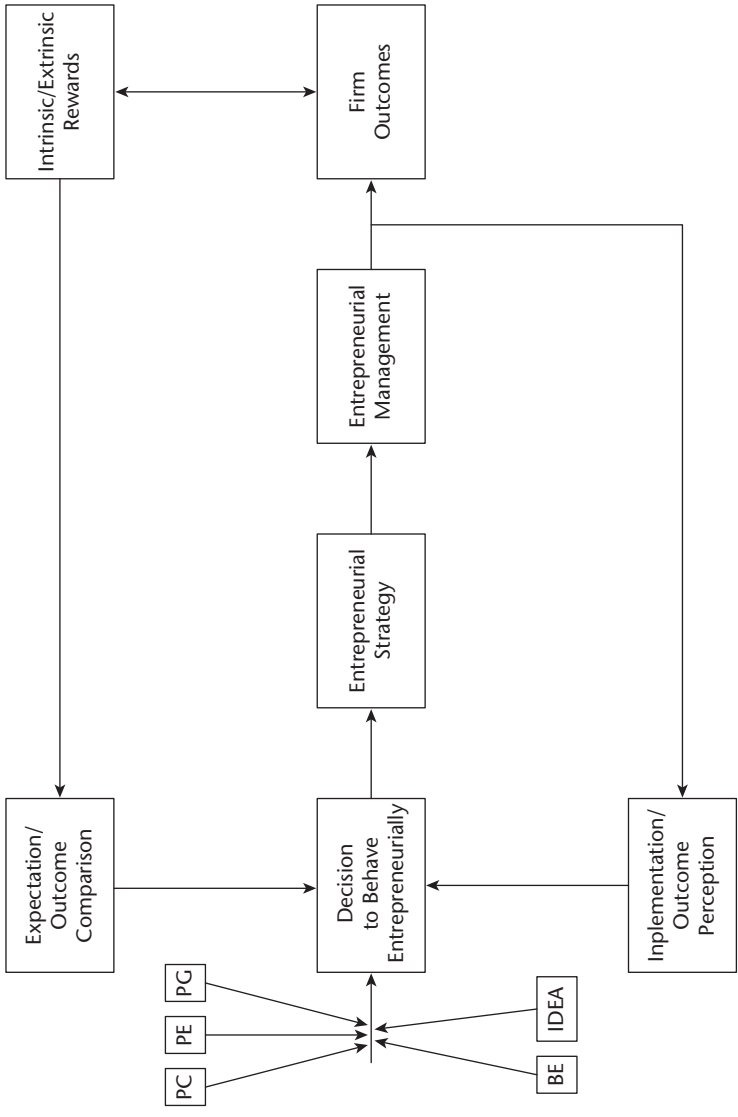 PC
PE
PG
BE
IDEA
Expectation/
Outcome
Comparison
Decision
to Behave
Entrepreneurially
Inplementation/
Outcome
Perception
Entrepreneurial
Strategy
Entrepreneurial
Management
Intrinsic/Extrinsic
Rewards
Firm
Outcomes